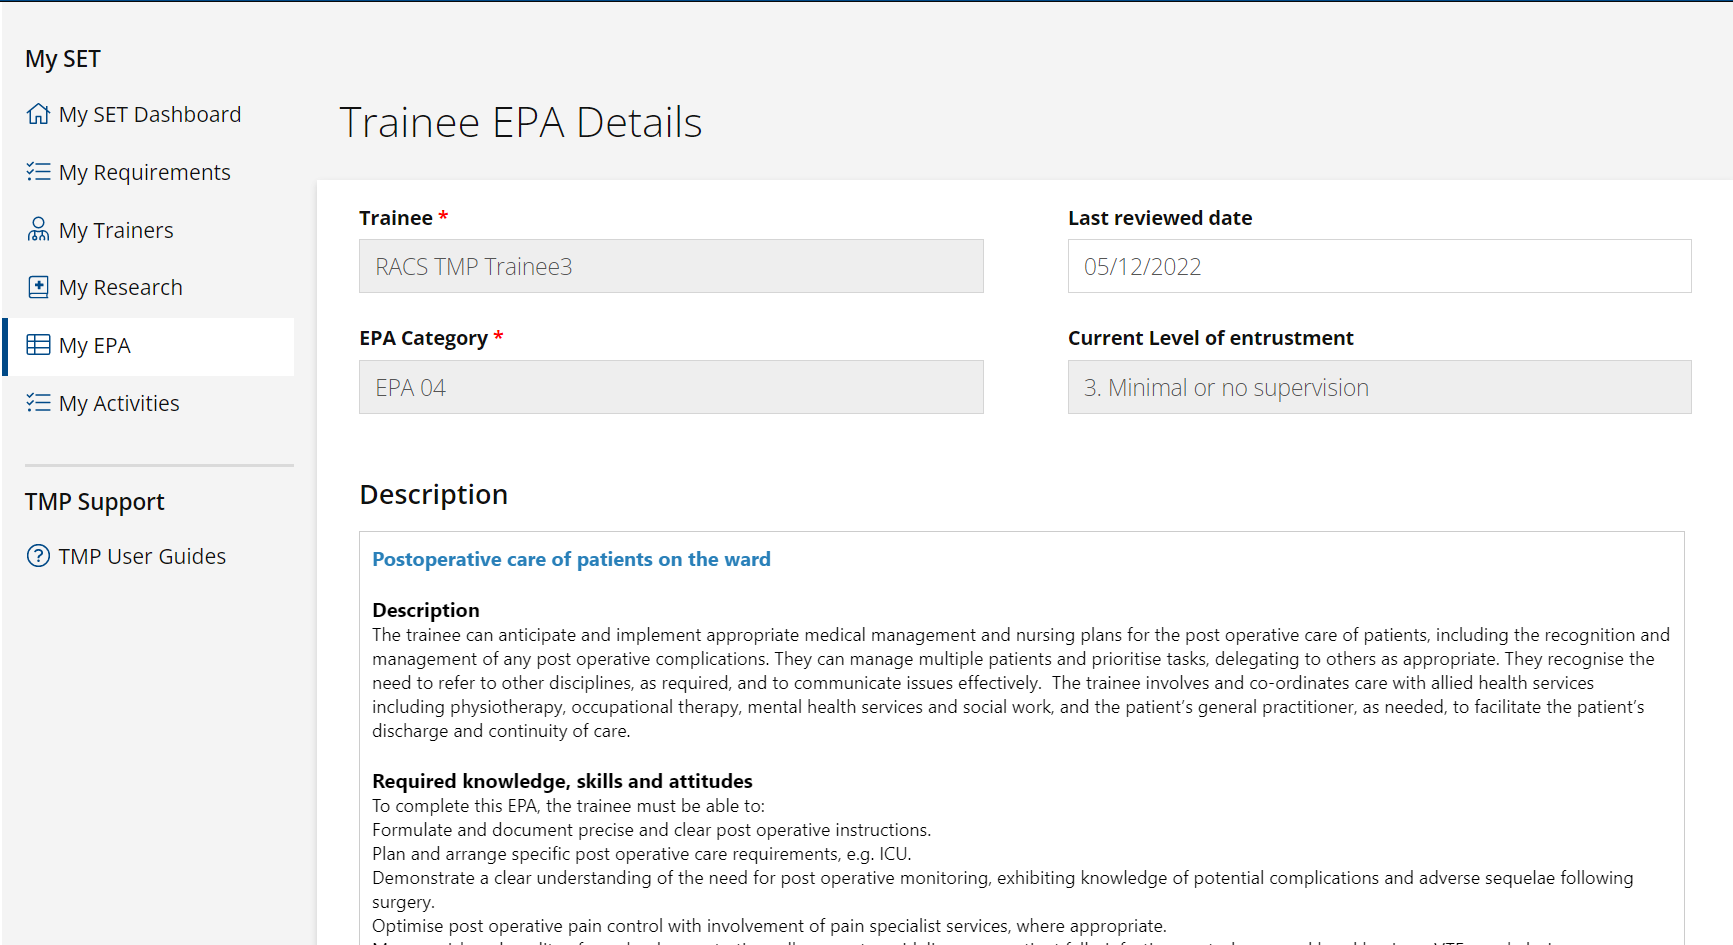 My SET
My SET Dashboard
My Requirements
My Trainers
My Research
My EPA
My Activities
TMP Support
TMP User Guides
Trainee EPA Details
Trainee *
RACS TMP Trainee3
Last reviewed date
05/12/2022
EPA Category *
EPA 04
Current Level of entrustment
3. Minimal or no supervision
Description
Postoperative care of patients on the ward
Description
The trainee can anticipate and implement appropriate medical management and nursing plans for the post operative care of patients, including the recognition and
management of any post operative complications. They can manage multiple patients and prioritise tasks, delegating to others as appropriate. They recognise the
need to refer to other disciplines, as required, and to communicate issues effectively.  The trainee involves and co-ordinates care with allied health services
including physiotherapy, occupational therapy, mental health services and social work, and the patient’s general practitioner, as needed, to facilitate the patient’s
discharge and continuity of care.
Required knowledge, skills and attitudes
To complete this EPA, the trainee must be able to:
Formulate and document precise and clear post operative instructions.
Plan and arrange specific post operative care requirements, e.g. ICU.
Demonstrate a clear understanding of the need for post operative monitoring, exhibiting knowledge of potential complications and adverse sequelae following
surgery.
Optimise post operative pain control with involvement of pain specialist services, where appropriate.